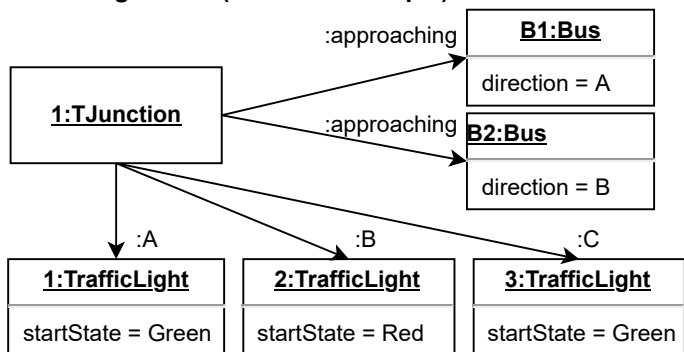 :approaching
B1:Bus
direction = A
1:TJunction
:approaching
B2:Bus
direction = B
:A
:B
:C
1:TrafficLight
2:TrafficLight
3:TrafficLight
startState = Green
startState = Red
startState = Green